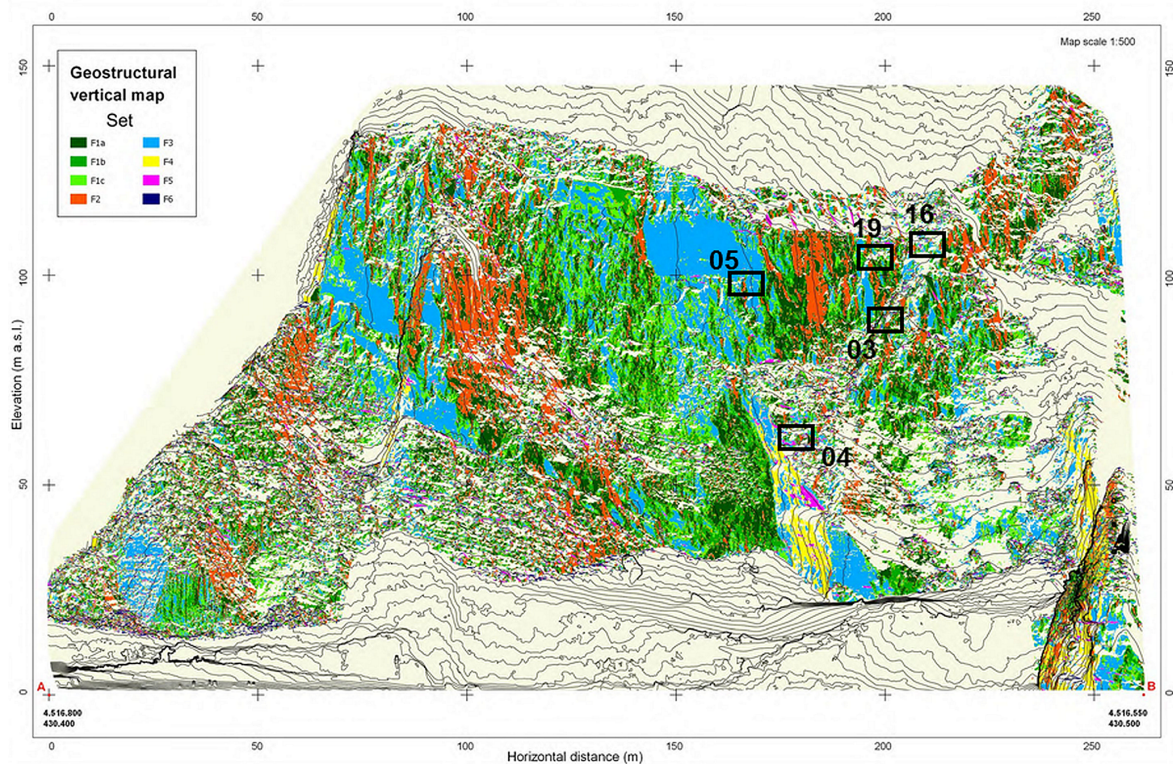 0 50 100 150 200 250
Map scale 1:500
150 150
Geostructural
vertical map
Set
F1a F3
F1b F4
F1c F5
F2 F6
16
19
05
100 100
03
Elevation (m a.s.l.)
04
50 50
0 0
A B
4.516.800 4.516.550
430.400 430.500
0 50 100 150 200 250
Horizontal distance (m)